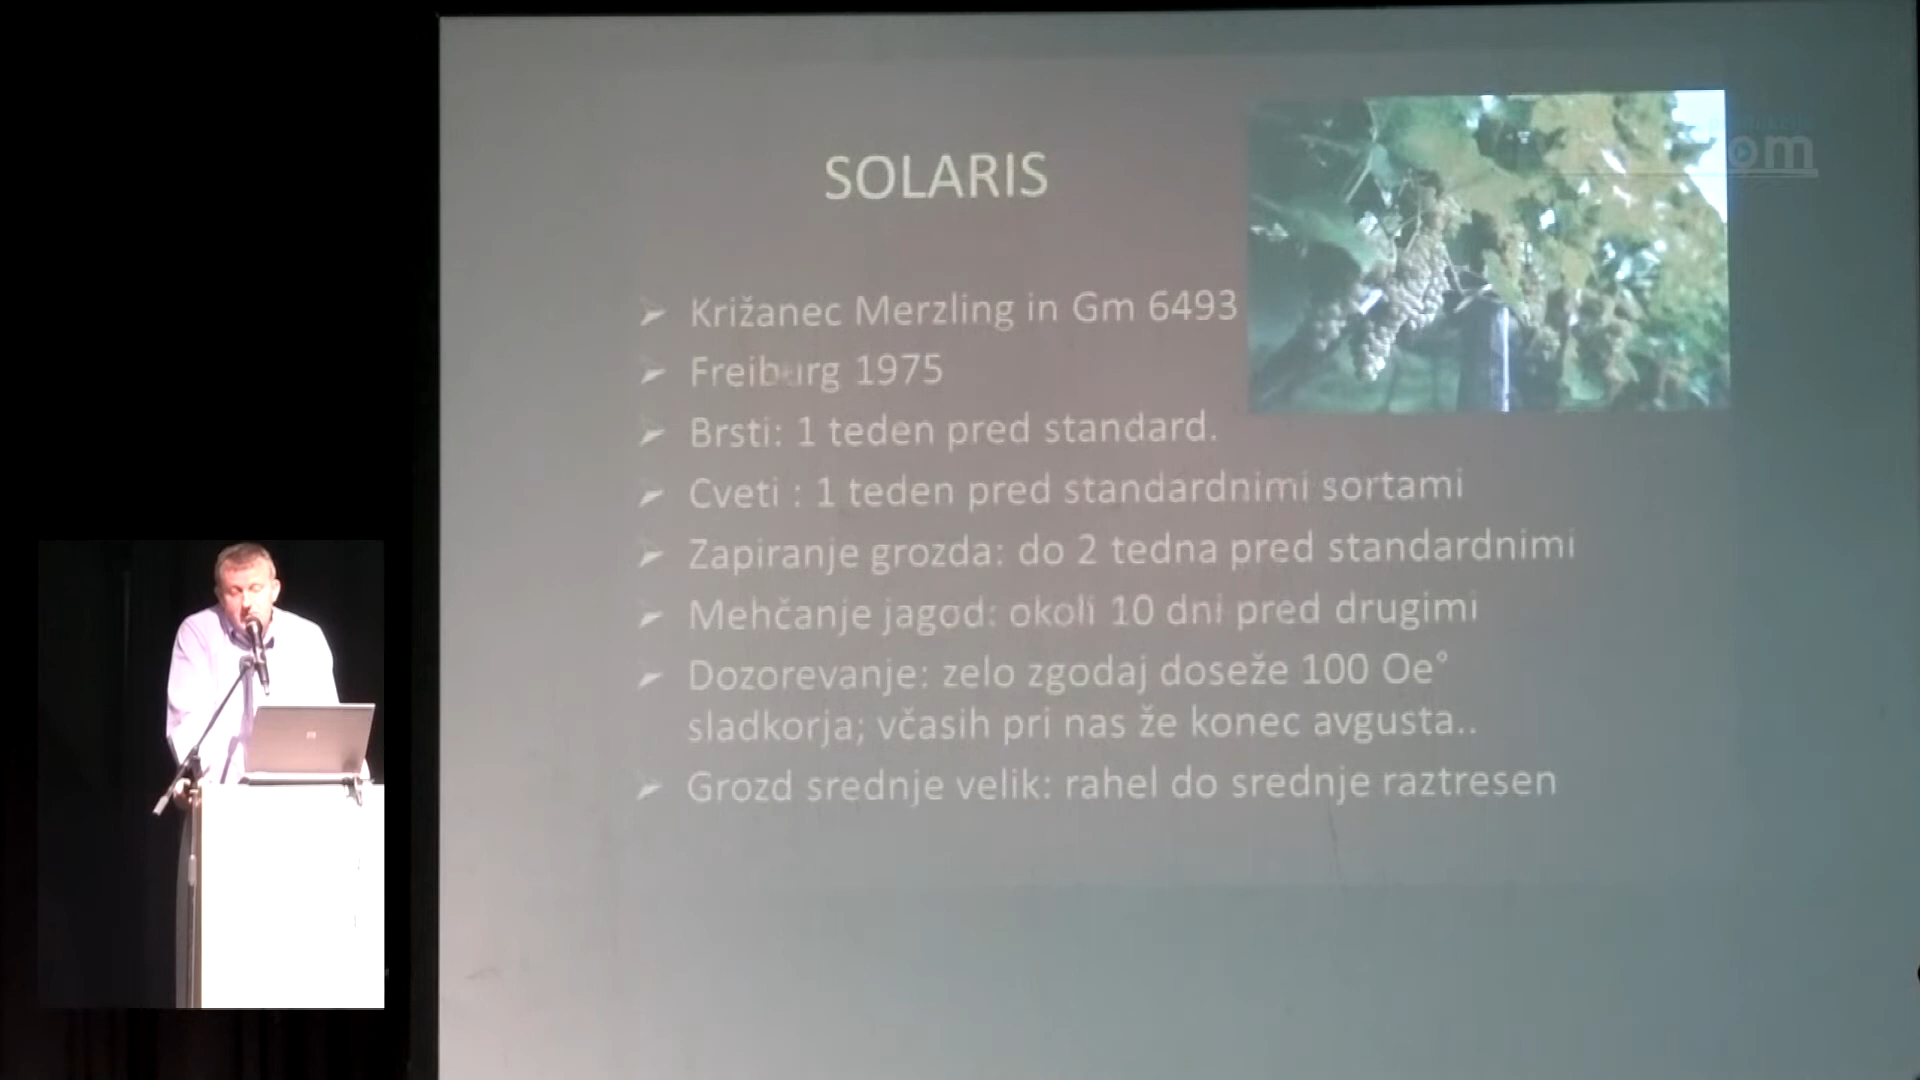 SOLARIS
om
Križanec Merzling in Gm 6493
Freiburg 1975
Brsti: 1 teden pred standard.
Cveti : 1 teden pred standardnimi sortami
Zapiranje grozda: do 2 tedna pred standardnimi
Mehčanje jagod: okoli 10 dni pred drugimi
Dozorevanje: zelo zgodaj doseže 100 Oe°
sladkorja; včasih pri nas že konec avgusta..
Grozd srednje velik: rahel do srednje raztresen